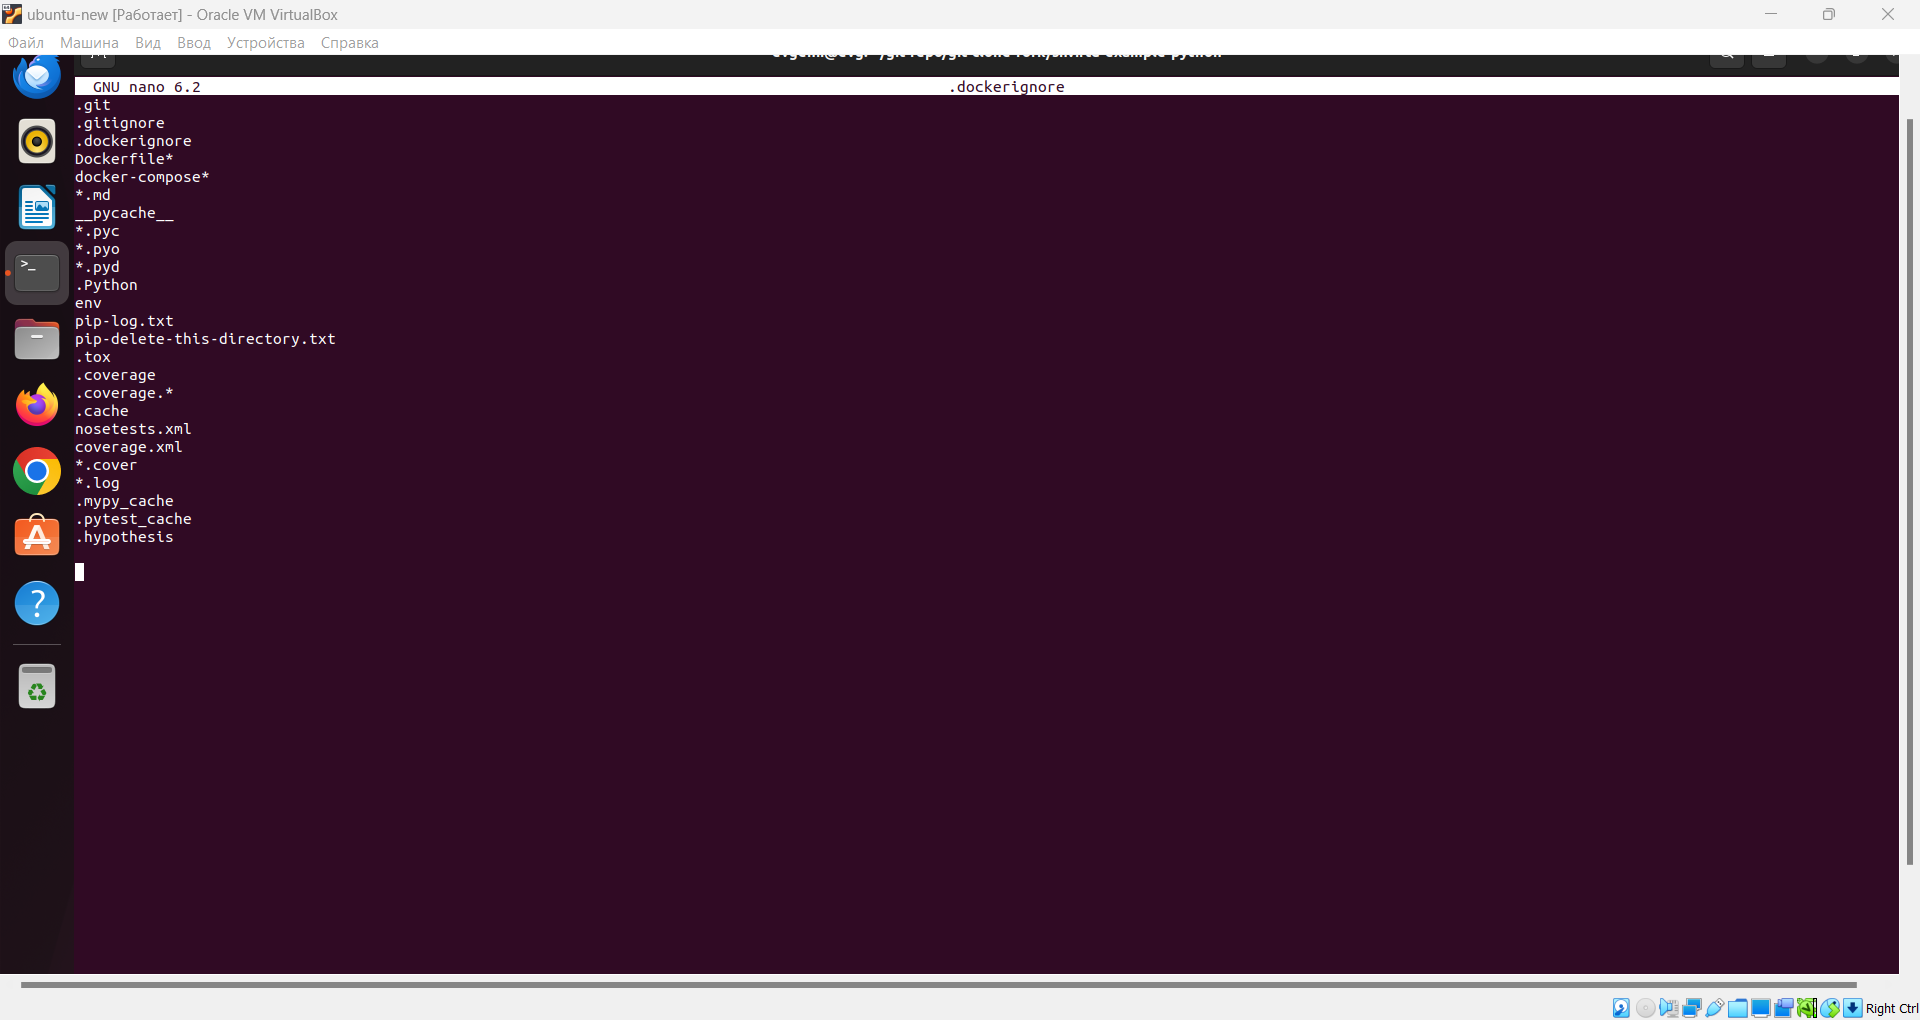 ubuntu-new [Работает] - Oracle VM VirtualBox
Файл Машина Вид Ввод Устройства Справка
GNU nano 6.2 .dockerignore
.git
.gitignore
.dockerignore
Dockerfile*
docker-compose*
*.md
__pycache__
*.pyc
*.pyo
*.pyd
.Python
env
pip-log.txt
pip-delete-this-directory.txt
.tox
.coverage
.coverage.*
.cache
nosetests.xml
coverage.xml
*.cover
*.log
.mypy_cache
.pytest_cache
.hypothesis
Right Ctrl